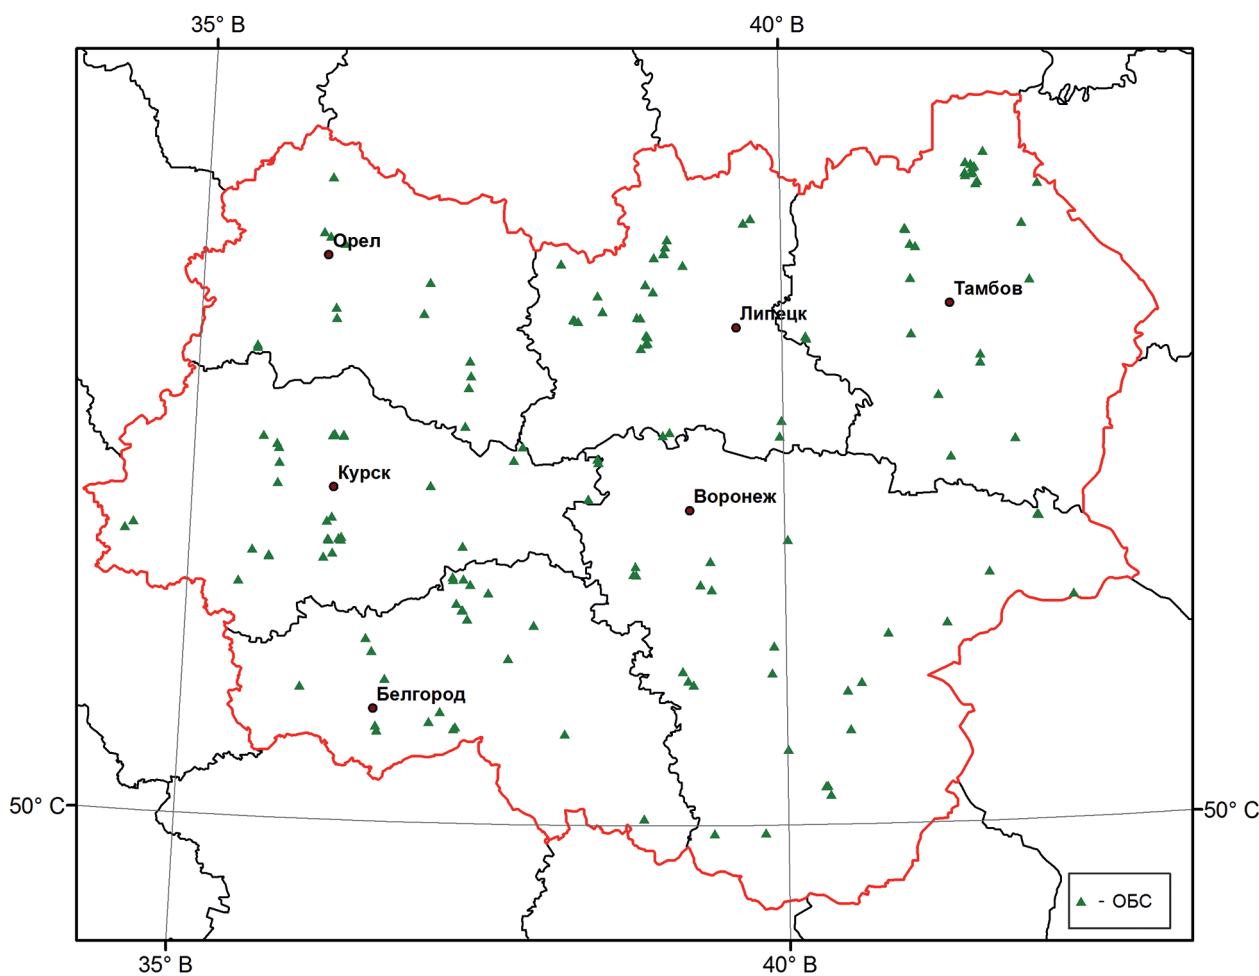 35° В 40° В
Орел
Тамбов
Липецк
Курск
Воронеж
Белгород
50° С 50° С
- ОБС
35° В 40° В